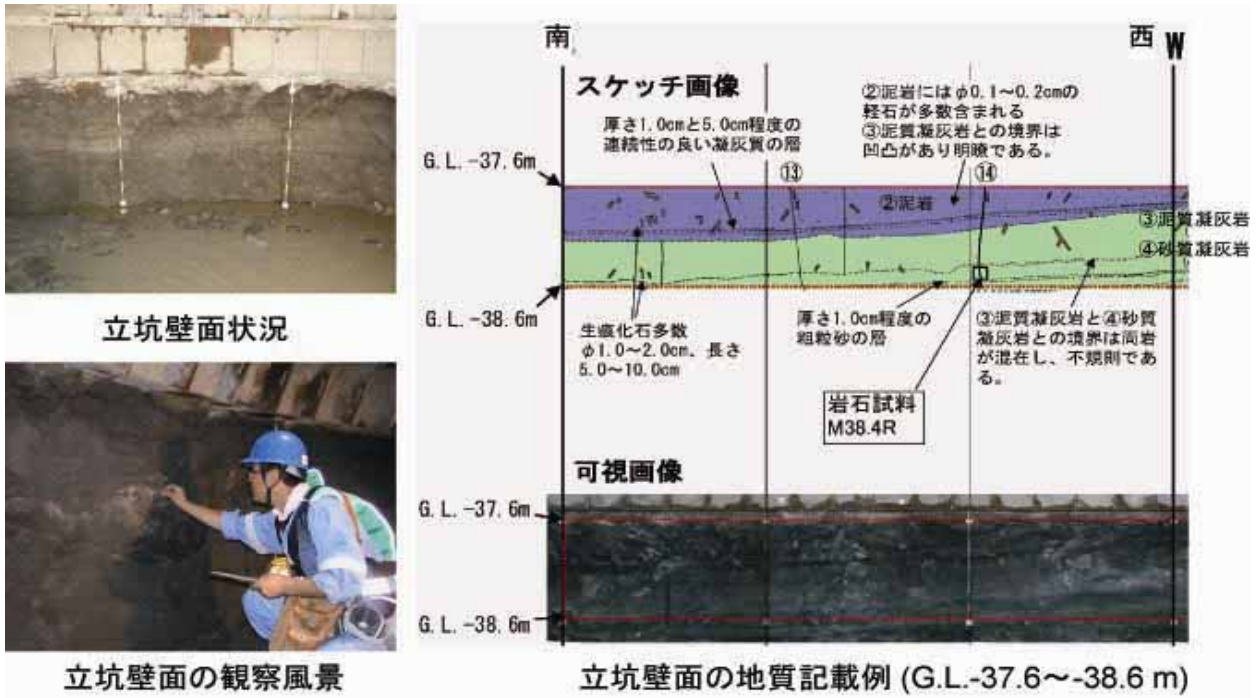 立坑壁面状況
立坑壁面の観察風景
南
西 W
スケッチ画像
②泥岩にはφ0.1～0.2cmの
軽石が多数含まれる
③泥質凝灰岩との境界は
凹凸があり明瞭である。
厚さ1.0cmと5.0cm程度の
連続性の良い凝灰質の層
G.L.-37.6m
⑬
⑭
②泥岩
③泥質凝灰岩
④砂質凝灰岩
G.L.-38.6m
生痕化石多数
φ1.0～2.0cm、長さ
5.0～10.0cm
厚さ1.0cm程度の
粗粒砂の層
③泥質凝灰岩と④砂質
凝灰岩との境界は両岩
が混在し、不規則であ
る。
岩石試料
M38.4R
可視画像
G.L.-37.6m
G.L.-38.6m
立坑壁面の地質記載例 (G.L.-37.6～-38.6 m)